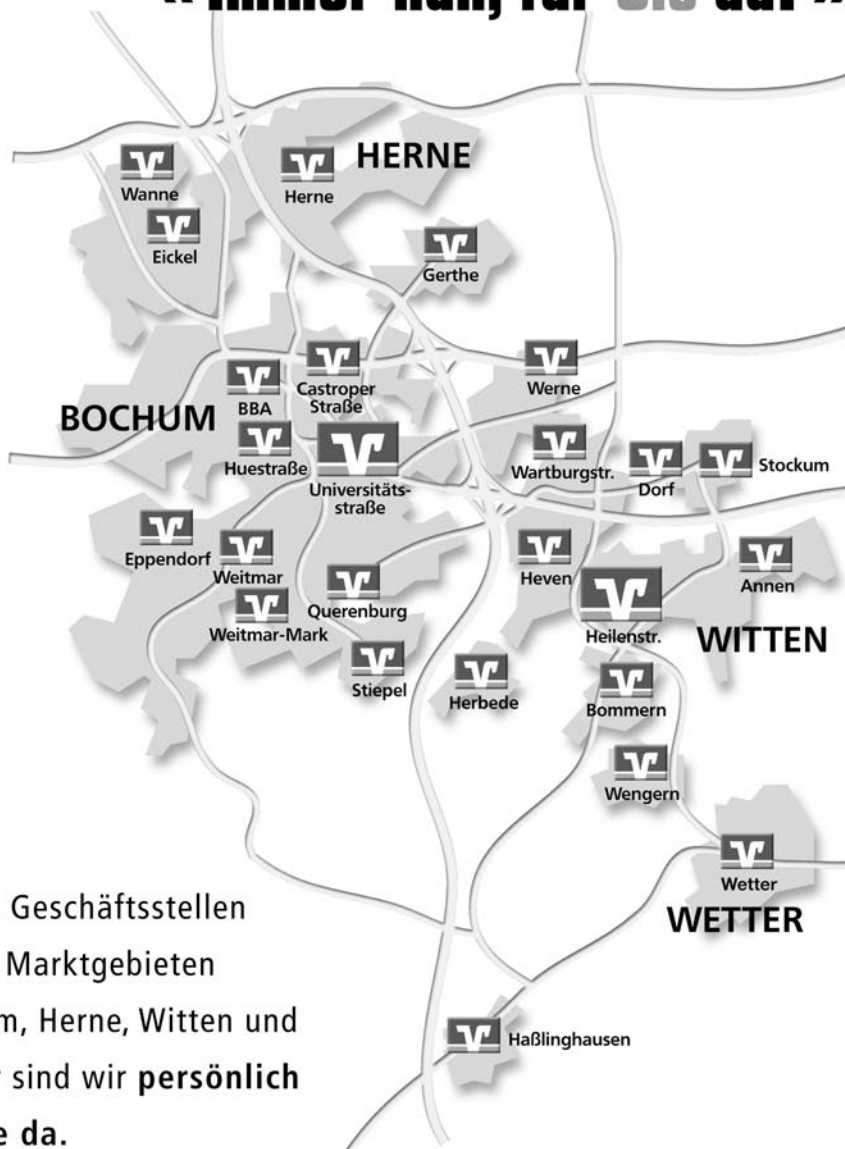 HERNE
Wanne
Herne
Eickel
Gerthe
BOCHUM
BBA
Castroper
Straße
Werne
Huestraße
Universitäts-
straße
Wartburgstr.
Dorf
Stockum
Eppendorf
Weitmar
Weitmar-Mark
Querenburg
Heven
Heilenstr.
Annen
WITTEN
Stiepel
Herbede
Bommern
Wengern
Wetter
WETTER
Haßlinghausen
Geschäftsstellen
Marktgebieten
m, Herne, Witten und
r sind wir persönlich
e da.